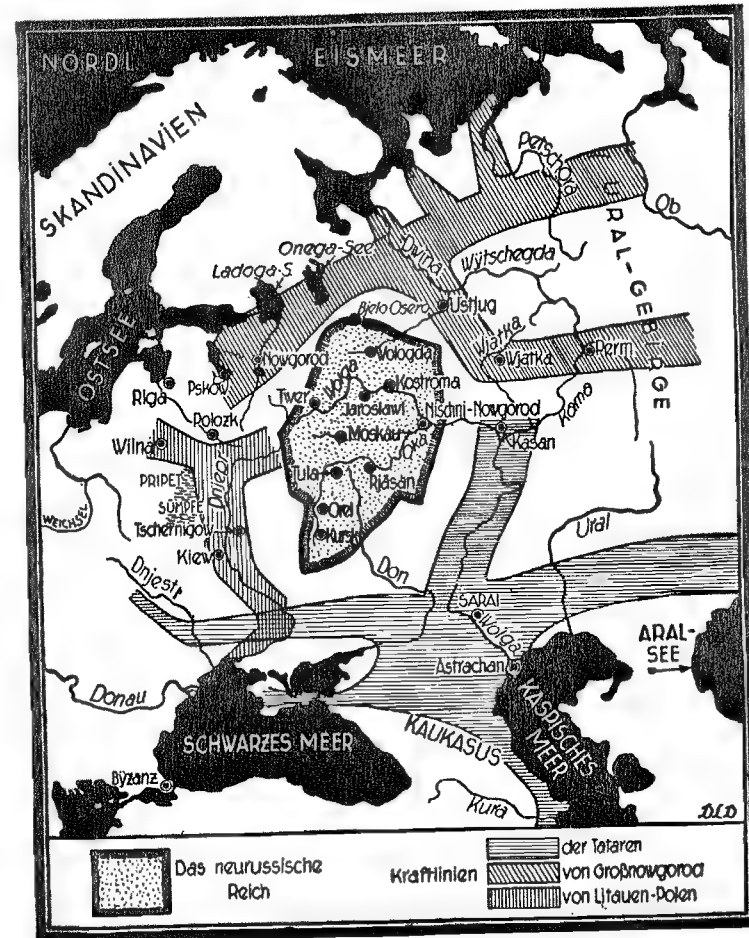 NORDL. EISMEER
SKANDINAVIEN
Petschora
URAL-GEBIRGE
Ob
Onega-See
Dwina
Wytschegda
Ladoga-S.
Bjelo Osero
Ustjug
OSTSEE
Nowgorod
Wologda
Wjatka
Wjatka
Perm
Pskow
Riga
Twer
Wolga
Kostroma
Jaroslawl
Nischnij-Nowgorod
Kama
Polozk
Moskau
Oka
Kasan
Wilna
Dnjepr
PRIPET
SÜMPFE
Tula
Rjäsan
WEICHSEL
Tschernigow
Orel
Kursk
Kiew
Ural
Don
Dnjestr
SARAI
Wolga
ARAL-
SEE
Astrachan
Donau
KASPISCHES
MEER
SCHWARZES MEER
KAUKASUS
Byzanz
Kura
Das neurussische
Reich
Kraftlinien
der Tataren
von Großnowgorod
von Litauen-Polen